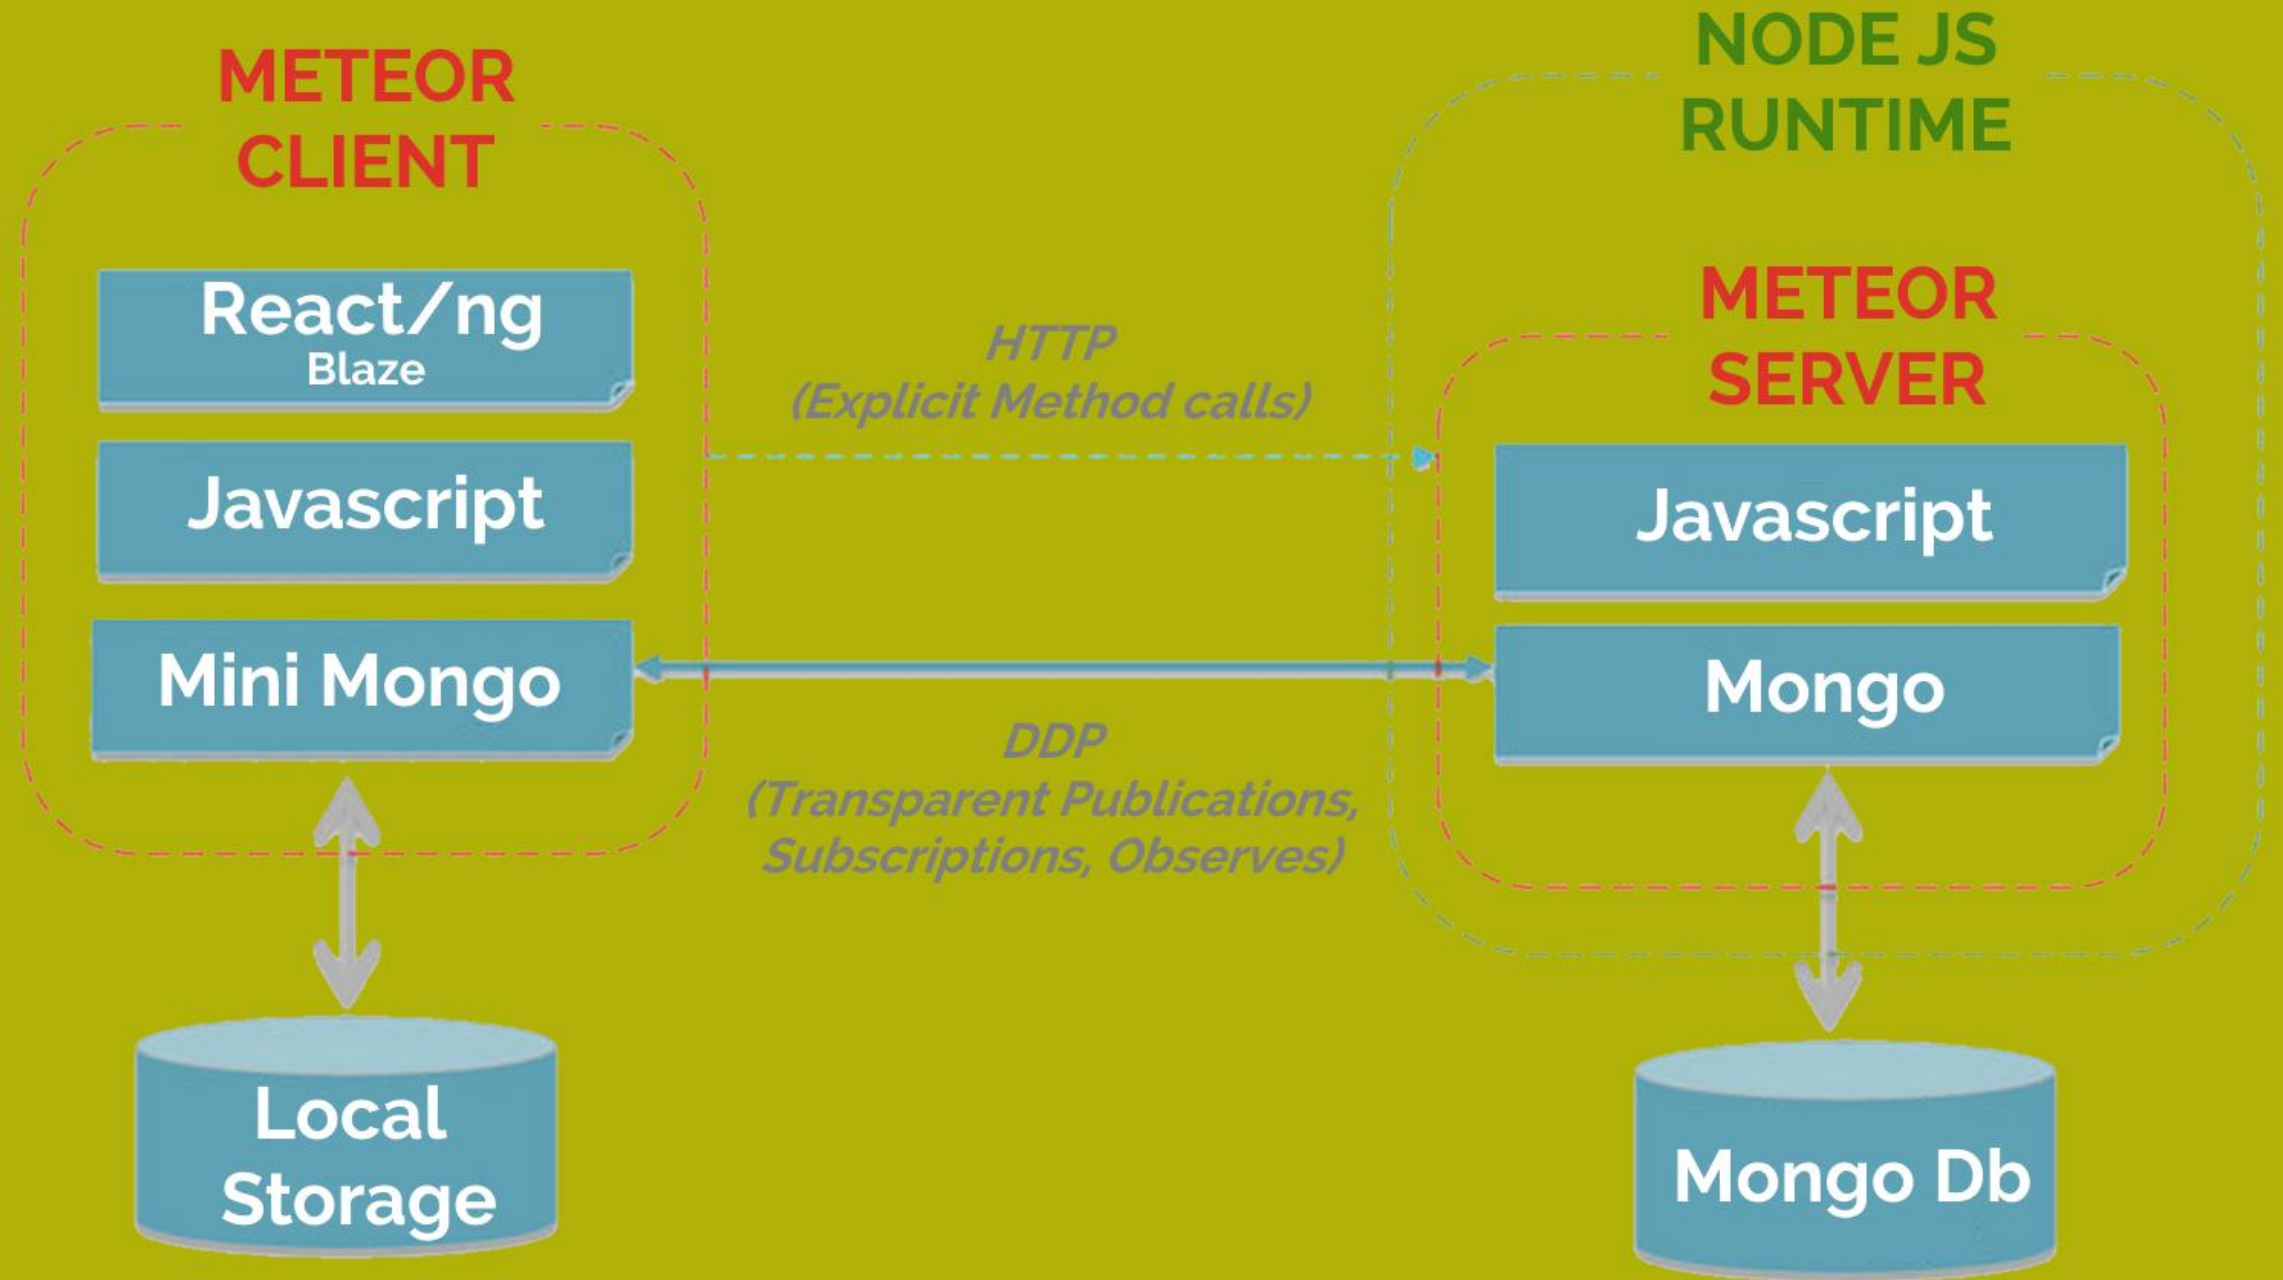 METEOR
CLIENT
React/ng
Blaze
Javascript
Mini Mongo
Local
Storage
HTTP
(Explicit Method calls)
DDP
(Transparent Publications,
Subscriptions, Observes)
NODE JS
RUNTIME
METEOR
SERVER
Javascript
Mongo
Mongo Db